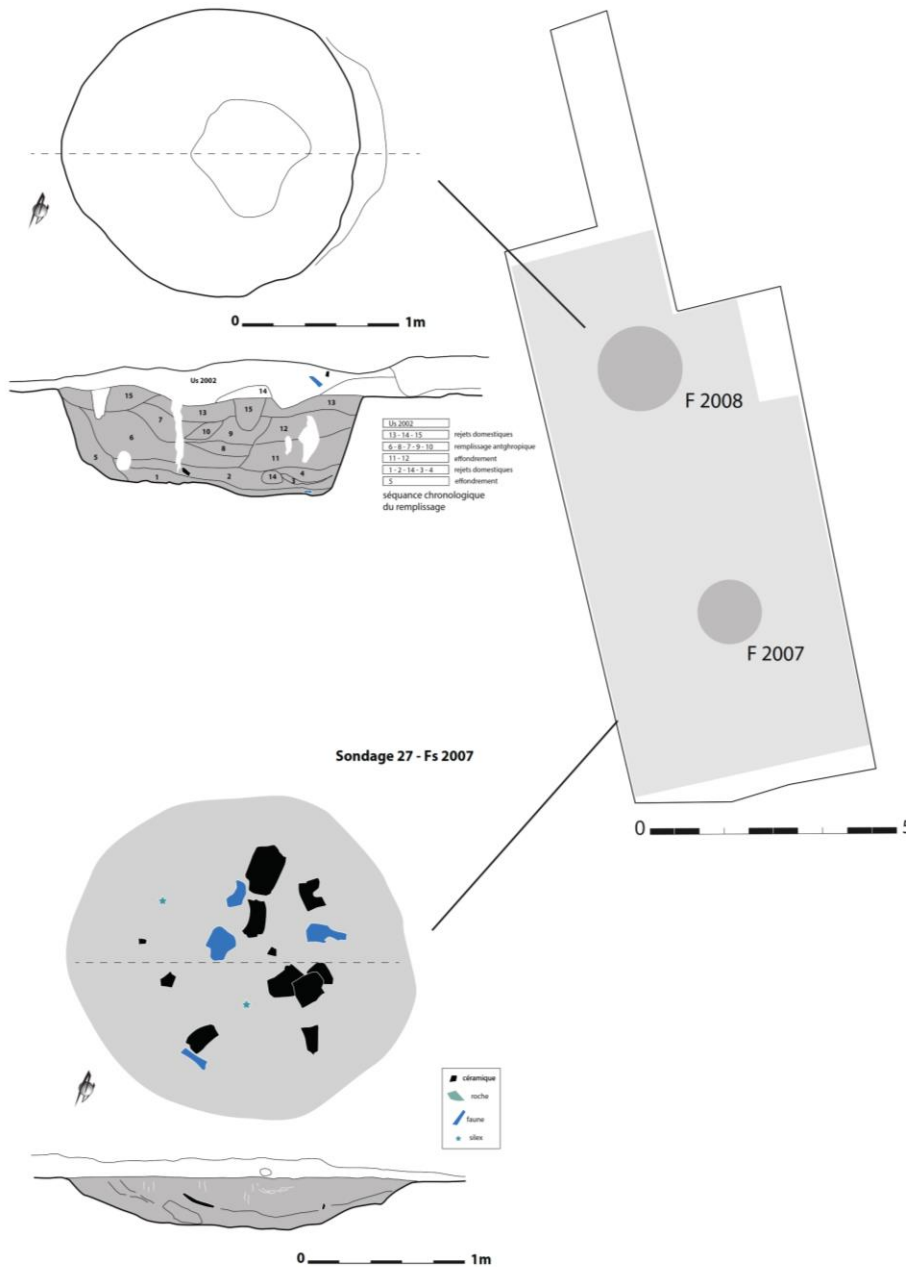 0 1m
Us 2002
14
15
13
15
13
7
10
9
12
6
8
5
11
1
2
14
4
3
Us 2002
13 - 14 - 15 rejets domestiques
6 - 8 - 7 - 9 - 10 remplissage antghropique
11 - 12 effondrement
1 - 2 - 14 - 3 - 4 rejets domestiques
5 effondrement
séquance chronologique
du remplissage
F 2008
F 2007
0 5
Sondage 27 - Fs 2007
céramique
roche
faune
silex
0 1m